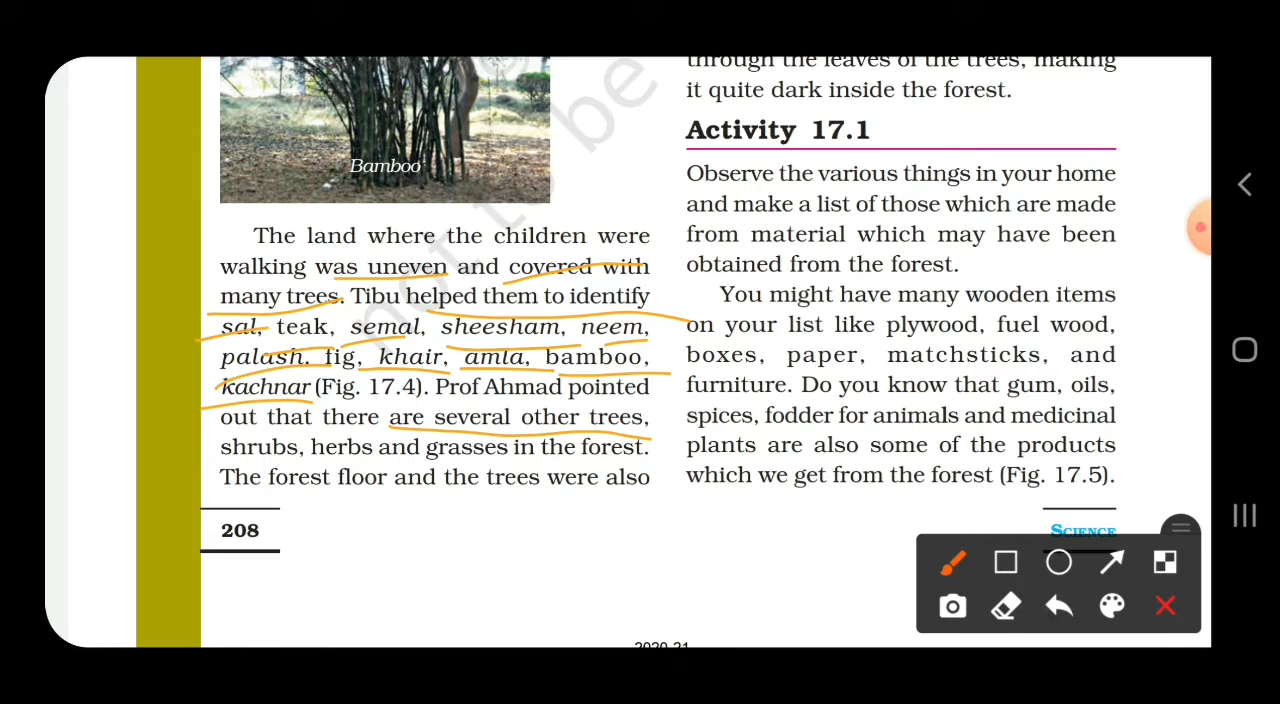 Bamboo
The land where the children were
walking was uneven and covered with
many trees. Tibu helped them to identify
sal, teak, semal, sheesham, neem,
palash, fig, khair, amla, bamboo,
kachnar (Fig. 17.4). Prof Ahmad pointed
out that there are several other trees,
shrubs, herbs and grasses in the forest.
The forest floor and the trees were also
208
through the leaves of the trees, making
it quite dark inside the forest.
Activity 17.1
Observe the various things in your home
and make a list of those which are made
from material which may have been
obtained from the forest.
You might have many wooden items
on your list like plywood, fuel wood,
boxes, paper, matchsticks, and
furniture. Do you know that gum, oils,
spices, fodder for animals and medicinal
plants are also some of the products
which we get from the forest (Fig. 17.5).
SCIENCE
2020-21
not to be